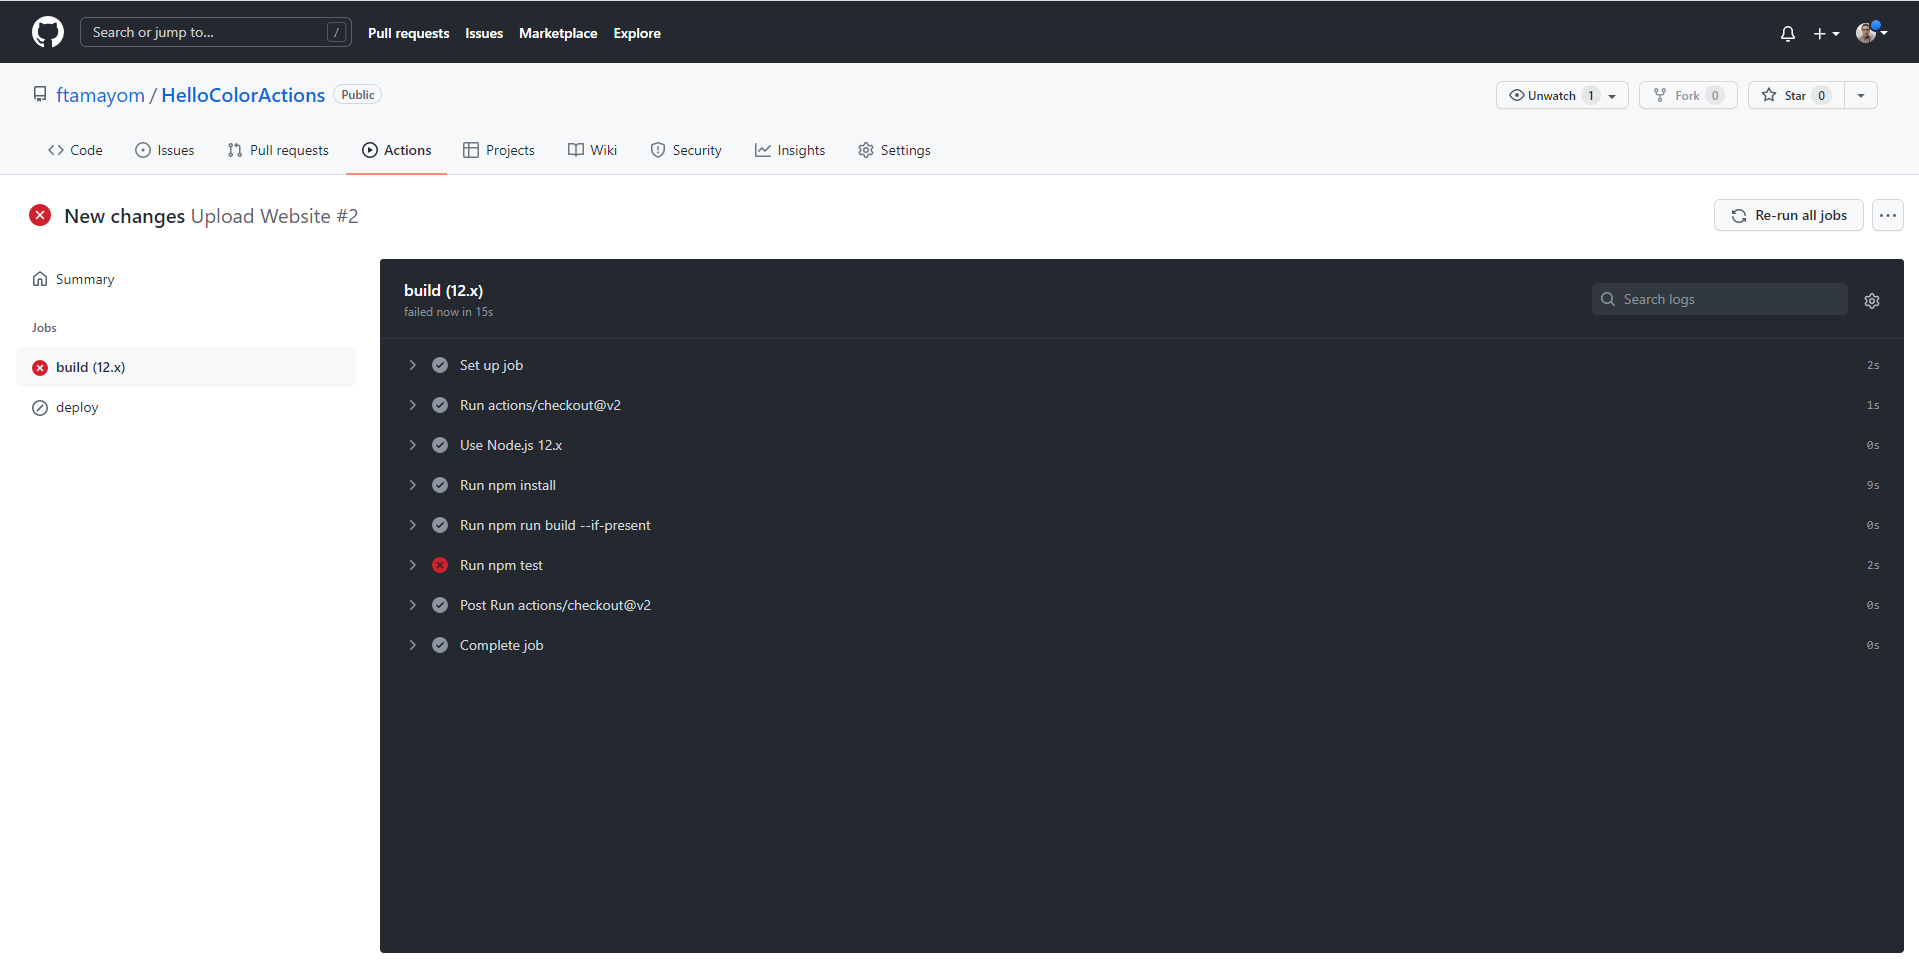 Search or jump to... / Pull requests Issues Marketplace Explore
ftamayom / HelloColorActions Public Unwatch 1 Fork 0 Star 0
Code Issues Pull requests Actions Projects Wiki Security Insights Settings
New changes Upload Website #2 Re-run all jobs
Summary
Jobs
build (12.x)
deploy
build (12.x)
failed now in 15s
Search logs
Set up job 2s
Run actions/checkout@v2 1s
Use Node.js 12.x 0s
Run npm install 9s
Run npm run build --if-present 0s
Run npm test 2s
Post Run actions/checkout@v2 0s
Complete job 0s